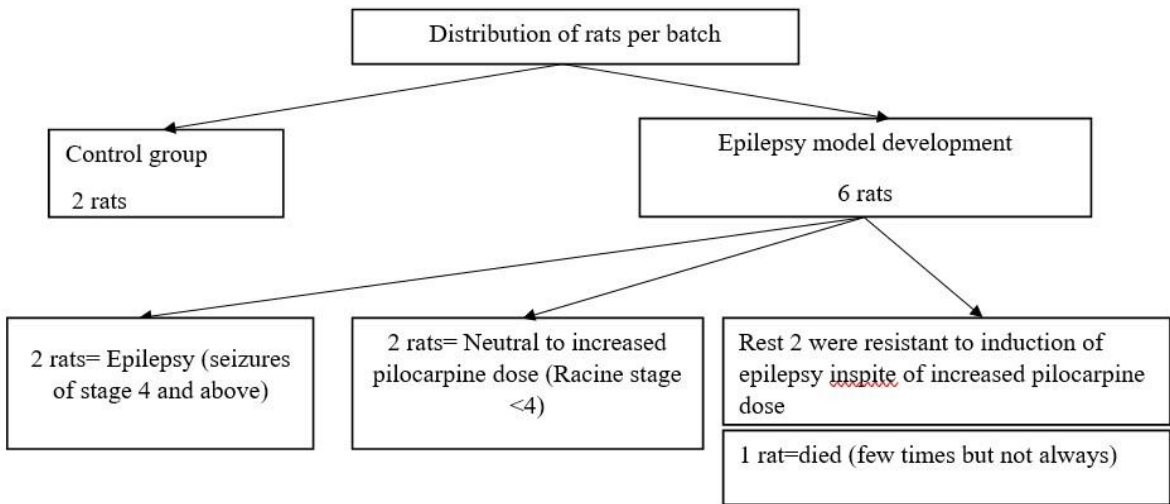 Distribution of rats per batch
Control group
2 rats
Epilepsy model development
6 rats
2 rats= Epilepsy (seizures
of stage 4 and above)
2 rats= Neutral to increased
pilocarpine dose (Racine stage
<4)
Rest 2 were resistant to induction of
epilepsy inspite of increased pilocarpine
dose
1 rat=died (few times but not always)